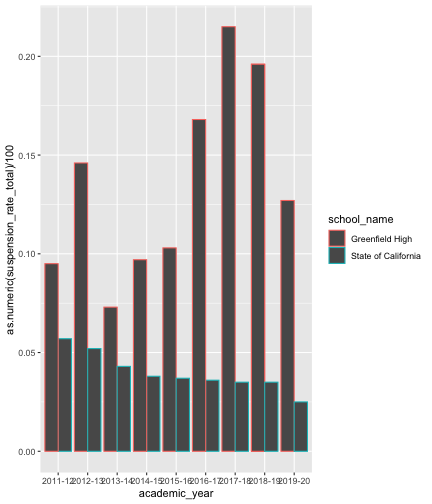 as.numeric(suspension_rate_total)/100
0.20
0.15
0.10
0.05
0.00
2011-12 2012-13 2013-14 2014-15 2015-16 2016-17 2017-18 2018-19 2019-20
academic_year
school_name
Greenfield High
State of California